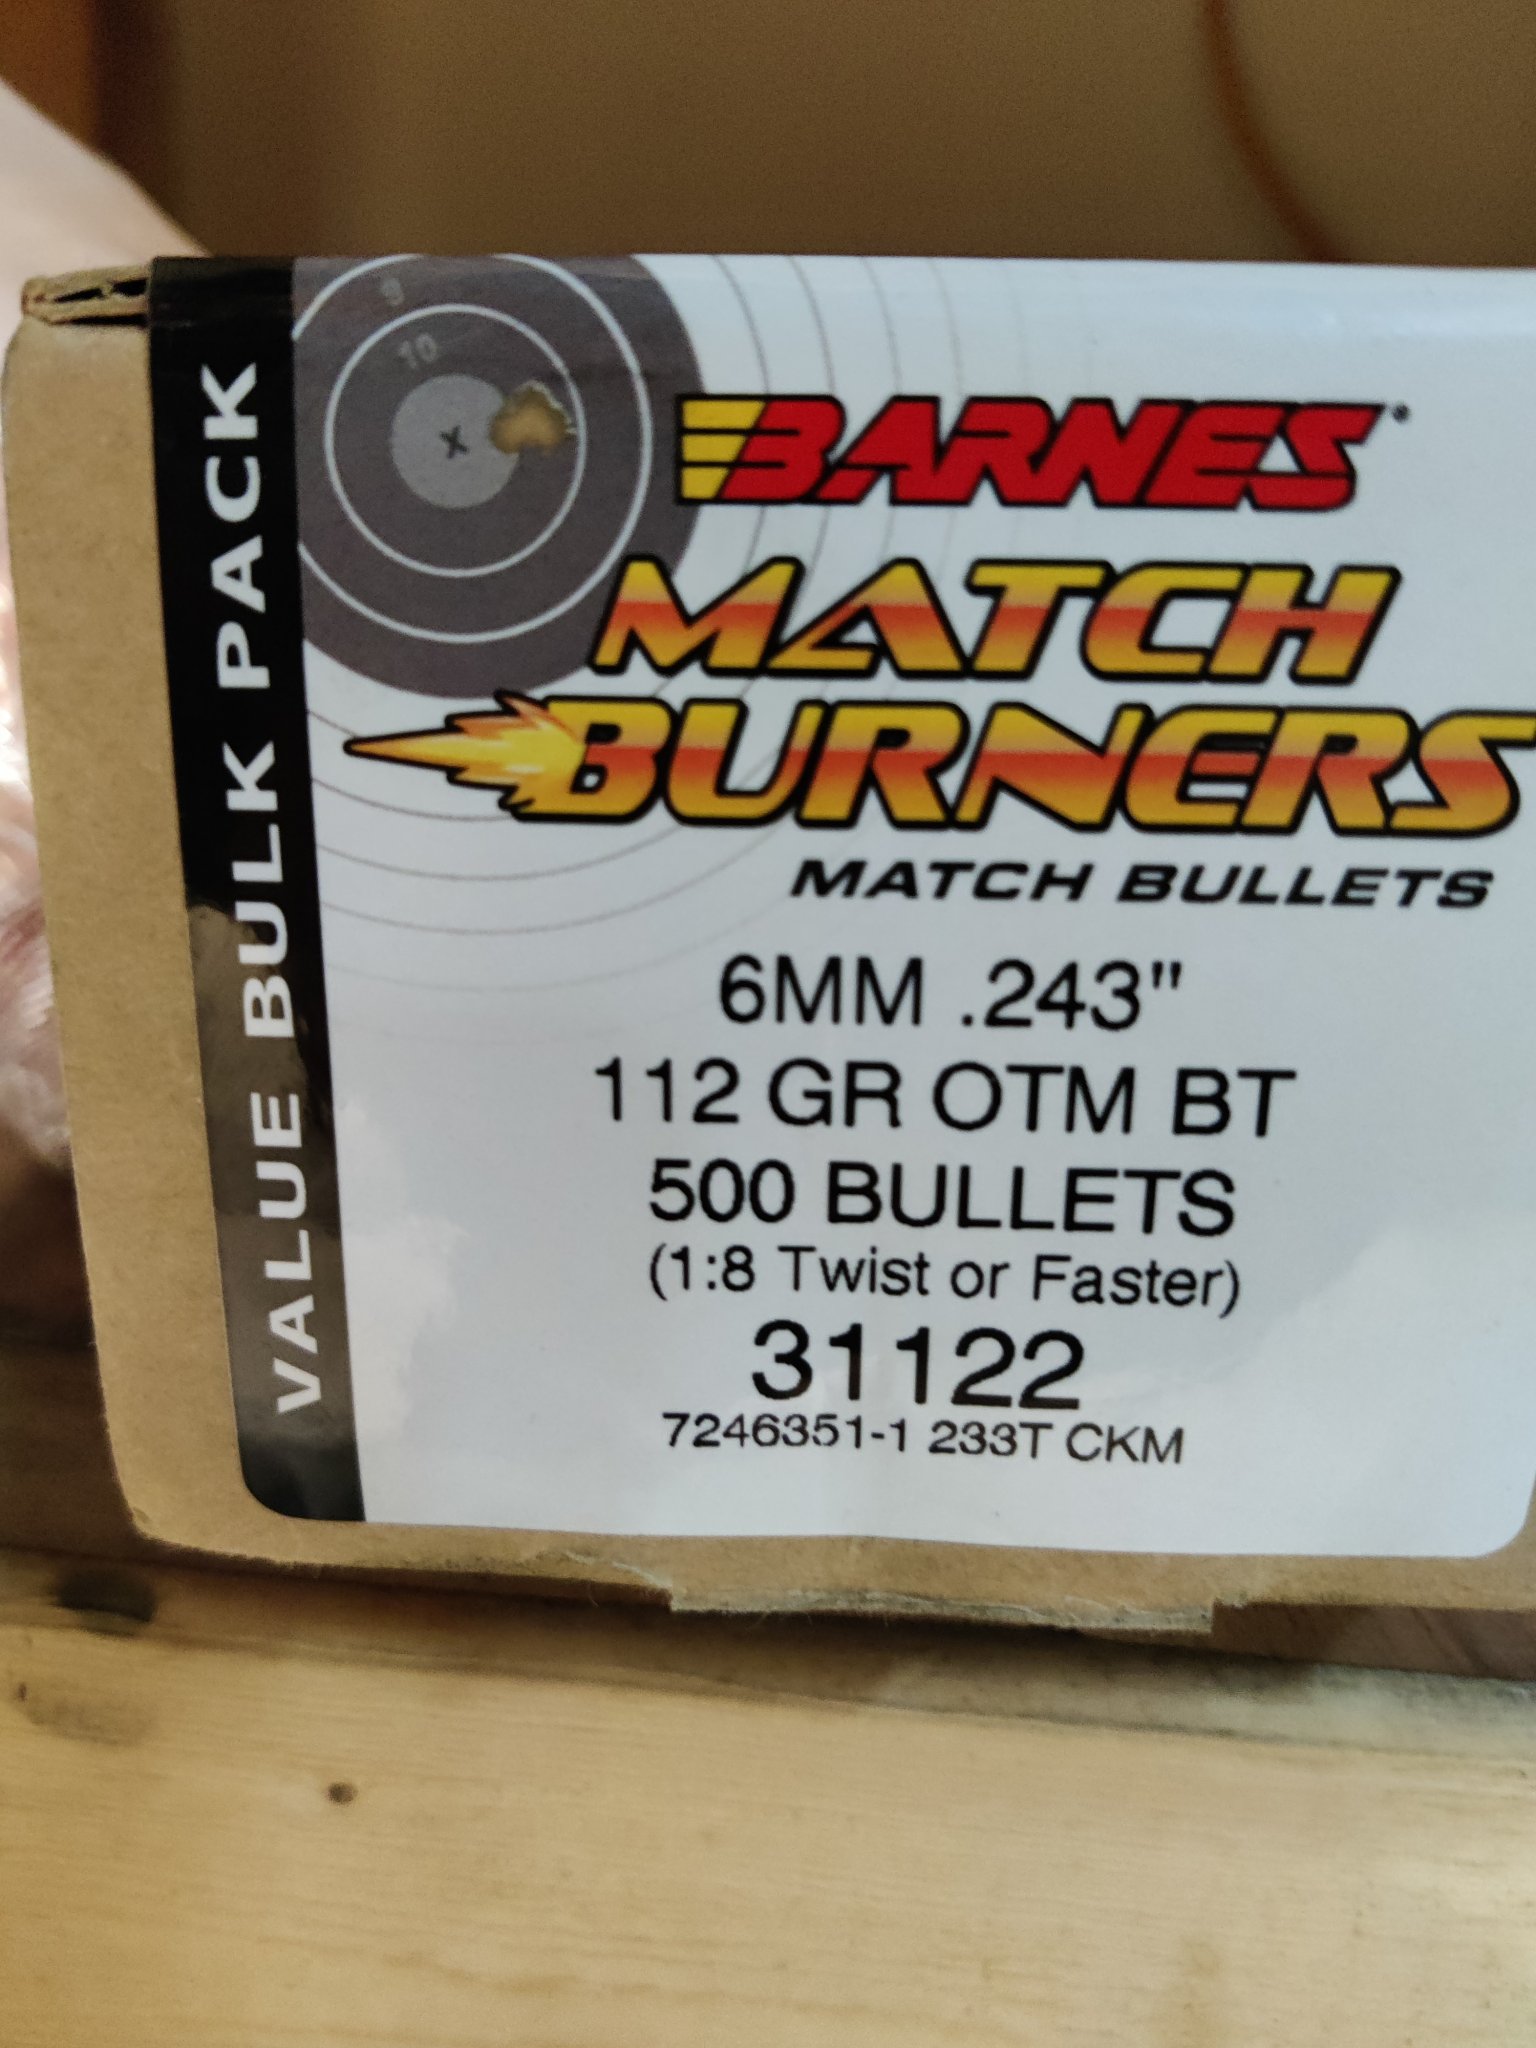 VALUE BULK PACK
9
10
X
BARNES®
MATCH
BURNERS
MATCH BULLETS
6MM .243"
112 GR OTM BT
500 BULLETS
(1:8 Twist or Faster)
31122
7246351-1 233T CKM